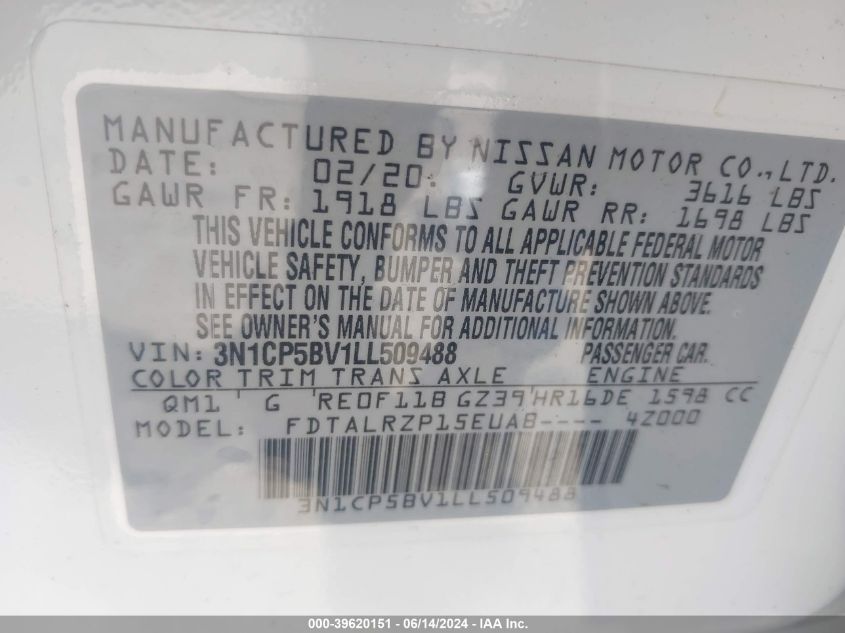 MANUFACTURED BY NISSAN MOTOR CO., LTD.
DATE: 02/20 GVWR: 3616 LBS
GAWR FR: 1918 LBS GAWR RR: 1698 LBS
THIS VEHICLE CONFORMS TO ALL APPLICABLE FEDERAL MOTOR
VEHICLE SAFETY, BUMPER AND THEFT PREVENTION STANDARDS
IN EFFECT ON THE DATE OF MANUFACTURE SHOWN ABOVE.
SEE OWNER'S MANUAL FOR ADDITIONAL INFORMATION.
VIN: 3N1CP5BV1LL509488 PASSENGER CAR.
COLOR TRIM TRANS AXLE ENGINE
QM1 ' G ' RE0F11B GZ39'HR16DE 1598 CC
MODEL: FDTALRZP15EUAB---- 4Z000
3N1CP5BV1LL509488
000-39620151 - 06/14/2024 - IAA Inc.